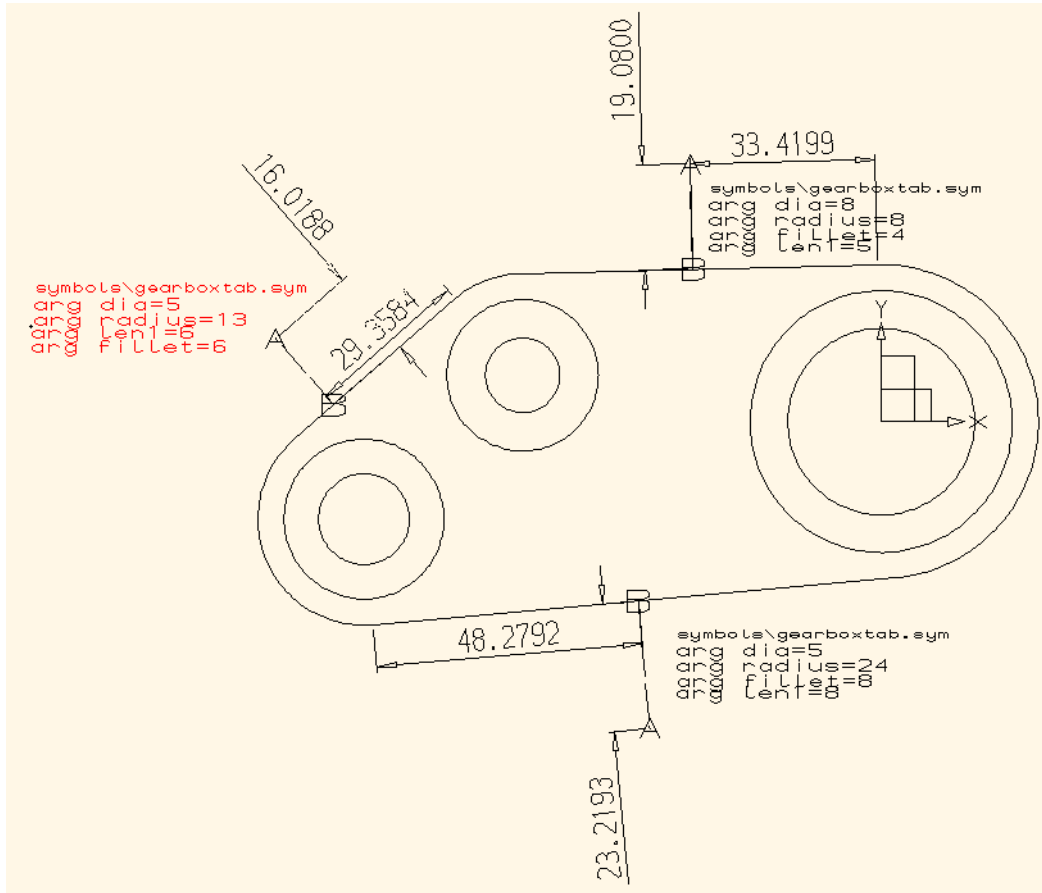 19.0800
33.4199
A
symbols\gearboxtab.sym
arg dia=8
arg radius=8
arg fillet=4
arg len1=5
B
16.0188
symbols\gearboxtab.sym
arg dia=5
arg radius=13
arg len1=6
arg fillet=6
A
29.3584
B
Y
X
B
48.2792
symbols\gearboxtab.sym
arg dia=5
arg radius=24
arg fillet=8
arg len1=8
A
23.2193